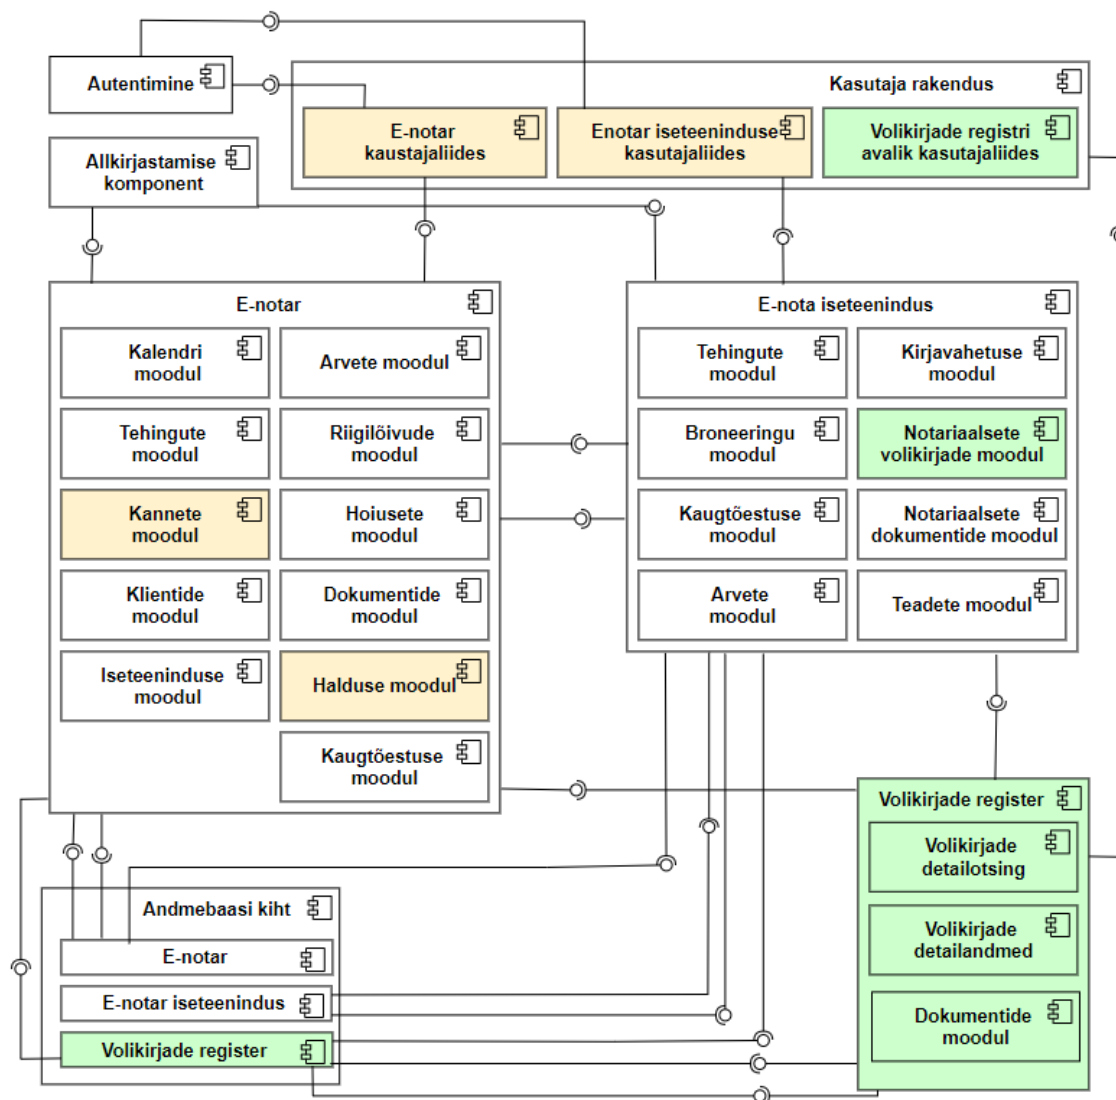 Autentimine
Kasutaja rakendus
E-notar
kaustajaliides
Enotar iseteeninduse
kasutajaliides
Volikirjade registri
avalik kasutajaliides
Allkirjastamise
komponent
E-notar
Kalendri
moodul
Arvete moodul
Tehingute
moodul
Riigilõivude
moodul
Kannete
moodul
Hoiusete
moodul
Klientide
moodul
Dokumentide
moodul
Iseteeninduse
moodul
Halduse moodul
Kaugtõestuse
moodul
E-nota iseteenindus
Tehingute
moodul
Kirjavahetuse
moodul
Broneeringu
moodul
Notariaalsete
volikirjade moodul
Kaugtõestuse
moodul
Notariaalsete
dokumentide moodul
Arvete
moodul
Teadete moodul
Volikirjade register
Volikirjade
detailotsing
Volikirjade
detailandmed
Dokumentide
moodul
Andmebaasi kiht
E-notar
E-notar iseteenindus
Volikirjade register